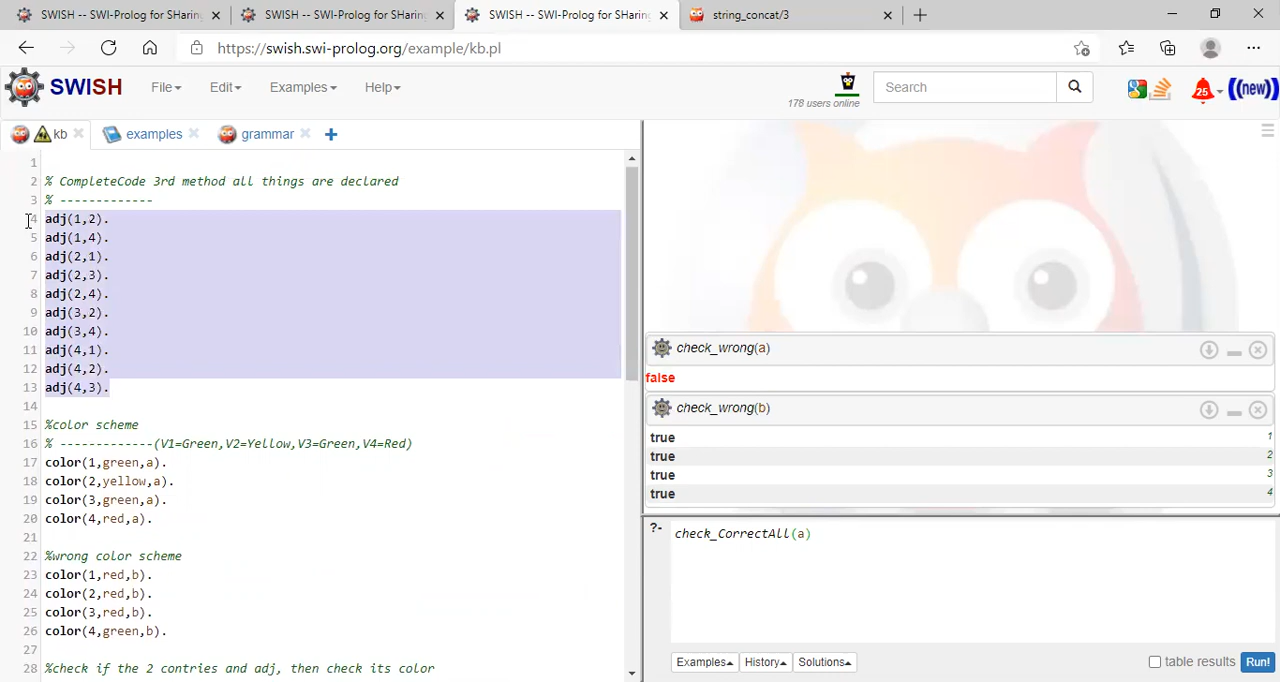 SWISH -- SWI-Prolog for SHaring
SWISH -- SWI-Prolog for SHaring
SWISH -- SWI-Prolog for SHaring
string_concat/3
https://swish.swi-prolog.org/example/kb.pl
SWISH
File
Edit
Examples
Help
178 users online
Search
25
((new))
kb
examples
grammar
1
2 % CompleteCode 3rd method all things are declared
3 % -------------
4 adj(1,2).
5 adj(1,4).
6 adj(2,1).
7 adj(2,3).
8 adj(2,4).
9 adj(3,2).
10 adj(3,4).
11 adj(4,1).
12 adj(4,2).
13 adj(4,3).
14
15 %color scheme
16 % -------------(V1=Green,V2=Yellow,V3=Green,V4=Red)
17 color(1,green,a).
18 color(2,yellow,a).
19 color(3,green,a).
20 color(4,red,a).
21
22 %wrong color scheme
23 color(1,red,b).
24 color(2,red,b).
25 color(3,red,b).
26 color(4,green,b).
27
28 %check if the 2 contries and adj, then check its color
check_wrong(a)
false
check_wrong(b)
true 1
true 2
true 3
true 4
?- check_CorrectAll(a)
Examples
History
Solutions
table results
Run!